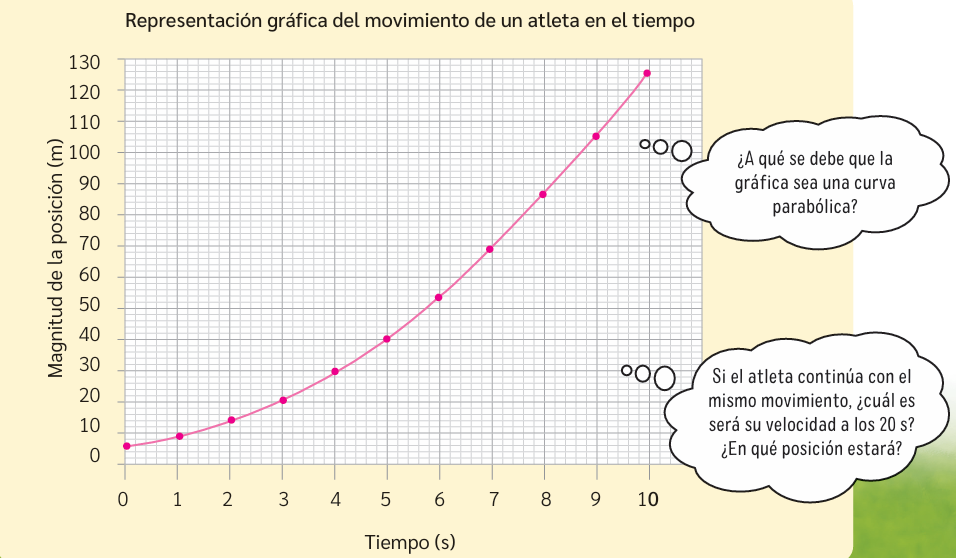 Representación gráfica del movimiento de un atleta en el tiempo
Magnitud de la posición (m)
130
120
110
100
90
80
70
60
50
40
30
20
10
0
0 1 2 3 4 5 6 7 8 9 10
Tiempo (s)
¿A qué se debe que la
gráfica sea una curva
parabólica?
Si el atleta continúa con el
mismo movimiento, ¿cuál es
será su velocidad a los 20 s?
¿En qué posición estará?